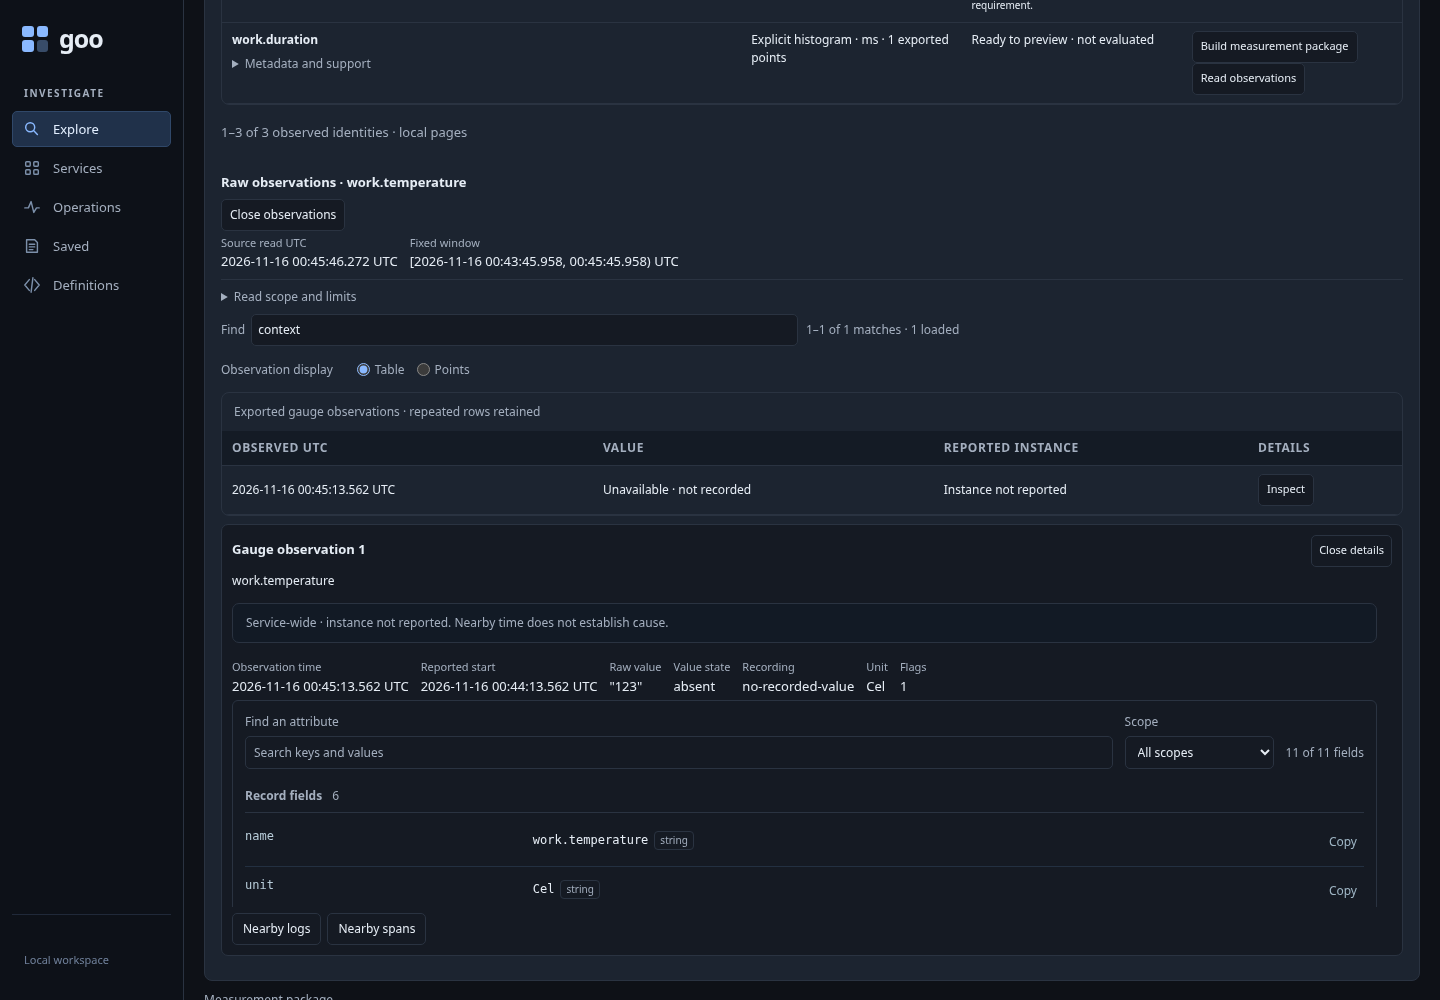 goo
INVESTIGATE
Explore
Services
Operations
Saved
Definitions
Local workspace
requirement.
work.duration
Metadata and support
Explicit histogram · ms · 1 exported
points
Ready to preview · not evaluated
Build measurement package
Read observations
1–3 of 3 observed identities · local pages
Raw observations · work.temperature
Close observations
Source read UTC Fixed window
2026-11-16 00:45:46.272 UTC [2026-11-16 00:43:45.958, 00:45:45.958) UTC
Read scope and limits
Find context 1–1 of 1 matches · 1 loaded
Observation display Table Points
Exported gauge observations · repeated rows retained
OBSERVED UTC VALUE REPORTED INSTANCE DETAILS
2026-11-16 00:45:13.562 UTC Unavailable · not recorded Instance not reported Inspect
Gauge observation 1 Close details
work.temperature
Service-wide · instance not reported. Nearby time does not establish cause.
Observation time Reported start Raw value Value state Recording Unit Flags
2026-11-16 00:45:13.562 UTC 2026-11-16 00:44:13.562 UTC "123" absent no-recorded-value Cel 1
Find an attribute Scope
Search keys and values All scopes 11 of 11 fields
Record fields 6
name work.temperature string Copy
unit Cel string Copy
Nearby logs Nearby spans
Measurement package